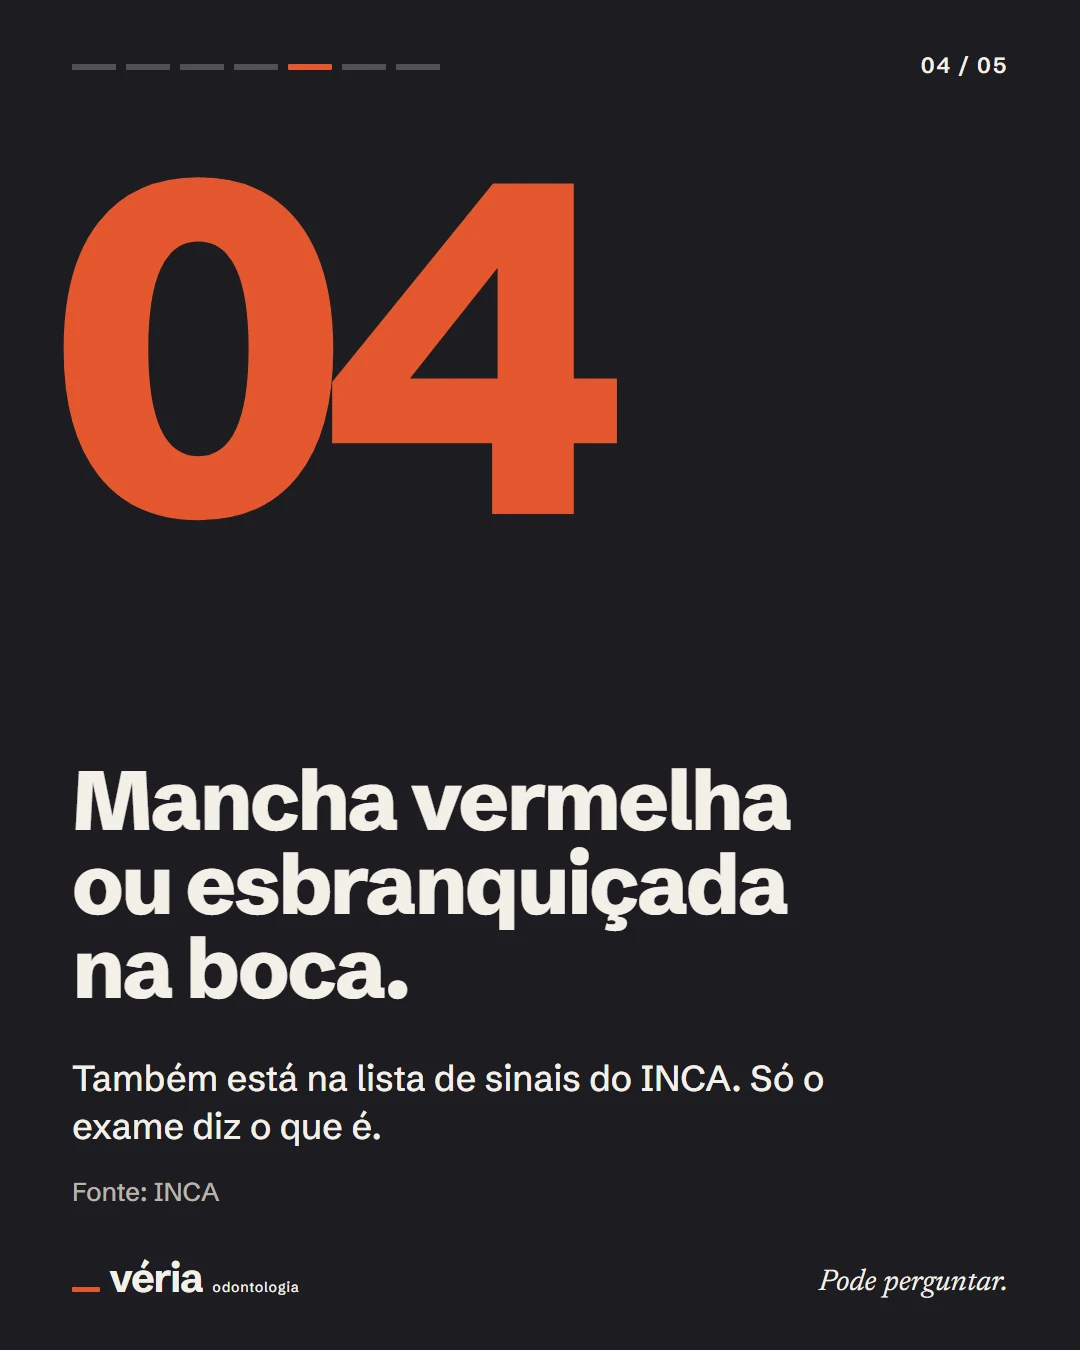 04 / 05
04
Mancha vermelha
ou esbranquiçada
na boca.
Também está na lista de sinais do INCA. Só o
exame diz o que é.
Fonte: INCA
véria odontologia
Pode perguntar.